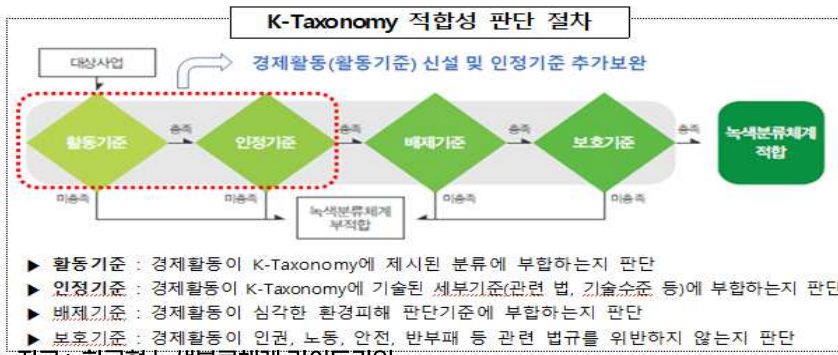 K-Taxonomy 적합성 판단 절차
대상사업
경제활동(활동기준) 신설 및 인정기준 추가보완
활동기준
충족
인정기준
충족
배제기준
충족
보호기준
충족
녹색분류체계
적합
미충족
미충족
미충족
미충족
녹색분류체계
부적합
▶ 활동기준 : 경제활동이 K-Taxonomy에 제시된 분류에 부합하는지 판단
▶ 인정기준 : 경제활동이 K-Taxonomy에 기술된 세부기준(관련 법, 기술수준 등)에 부합하는지 판단
▶ 배제기준 : 경제활동이 심각한 환경피해 판단기준에 부합하는지 판단
▶ 보호기준 : 경제활동이 인권, 노동, 안전, 반부패 등 관련 법규를 위반하지 않는지 판단